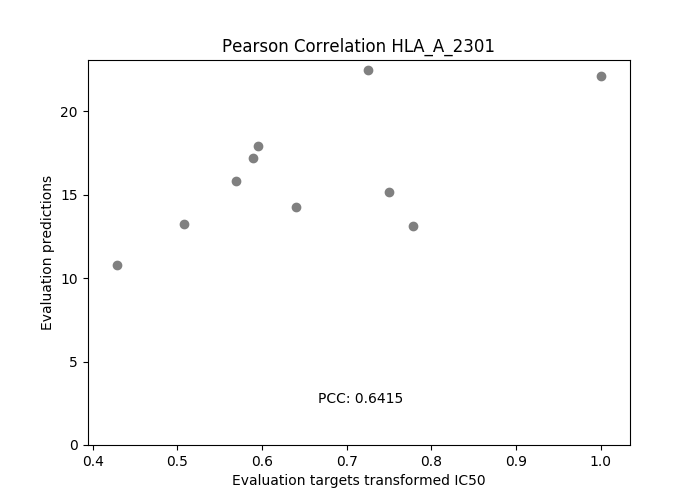 Pearson Correlation HLA_A_2301
20
15
10
5
0
Evaluation predictions
PCC: 0.6415
0.4 0.5 0.6 0.7 0.8 0.9 1.0
Evaluation targets transformed IC50